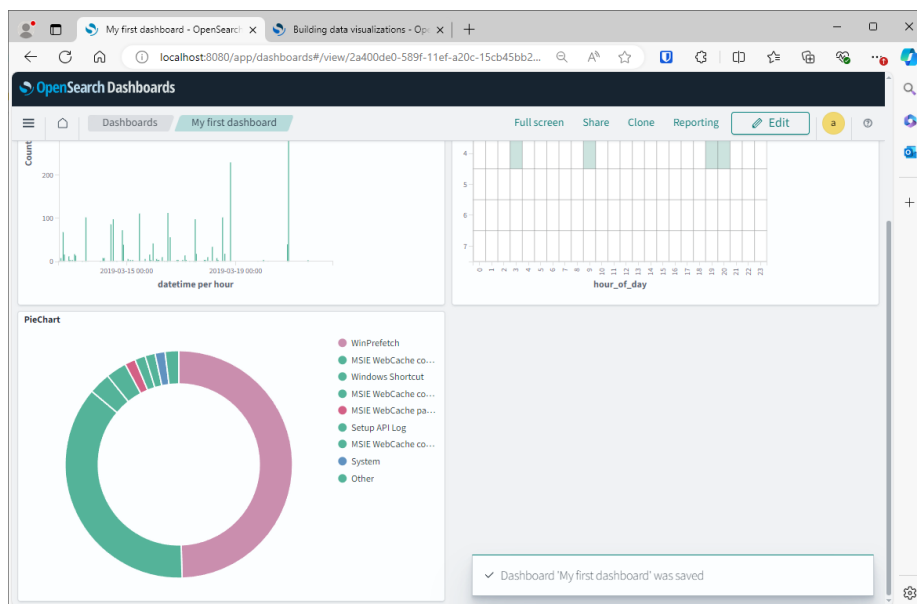 My first dashboard - OpenSearch
Building data visualizations - Op
localhost:8080/app/dashboards#/view/2a400de0-589f-11ef-a20c-15cb45bb2...
OpenSearch Dashboards
Dashboards
My first dashboard
Full screen
Share
Clone
Reporting
Edit
a
Count
200
100
0
2019-03-15 00:00
2019-03-19 00:00
datetime per hour
4
5
6
7
0 1 2 3 4 5 6 7 8 9 10 11 12 13 14 15 16 17 18 19 20 21 22 23
hour_of_day
PieChart
WinPrefetch
MSIE WebCache co...
Windows Shortcut
MSIE WebCache co...
MSIE WebCache pa...
Setup API Log
MSIE WebCache co...
System
Other
Dashboard 'My first dashboard' was saved